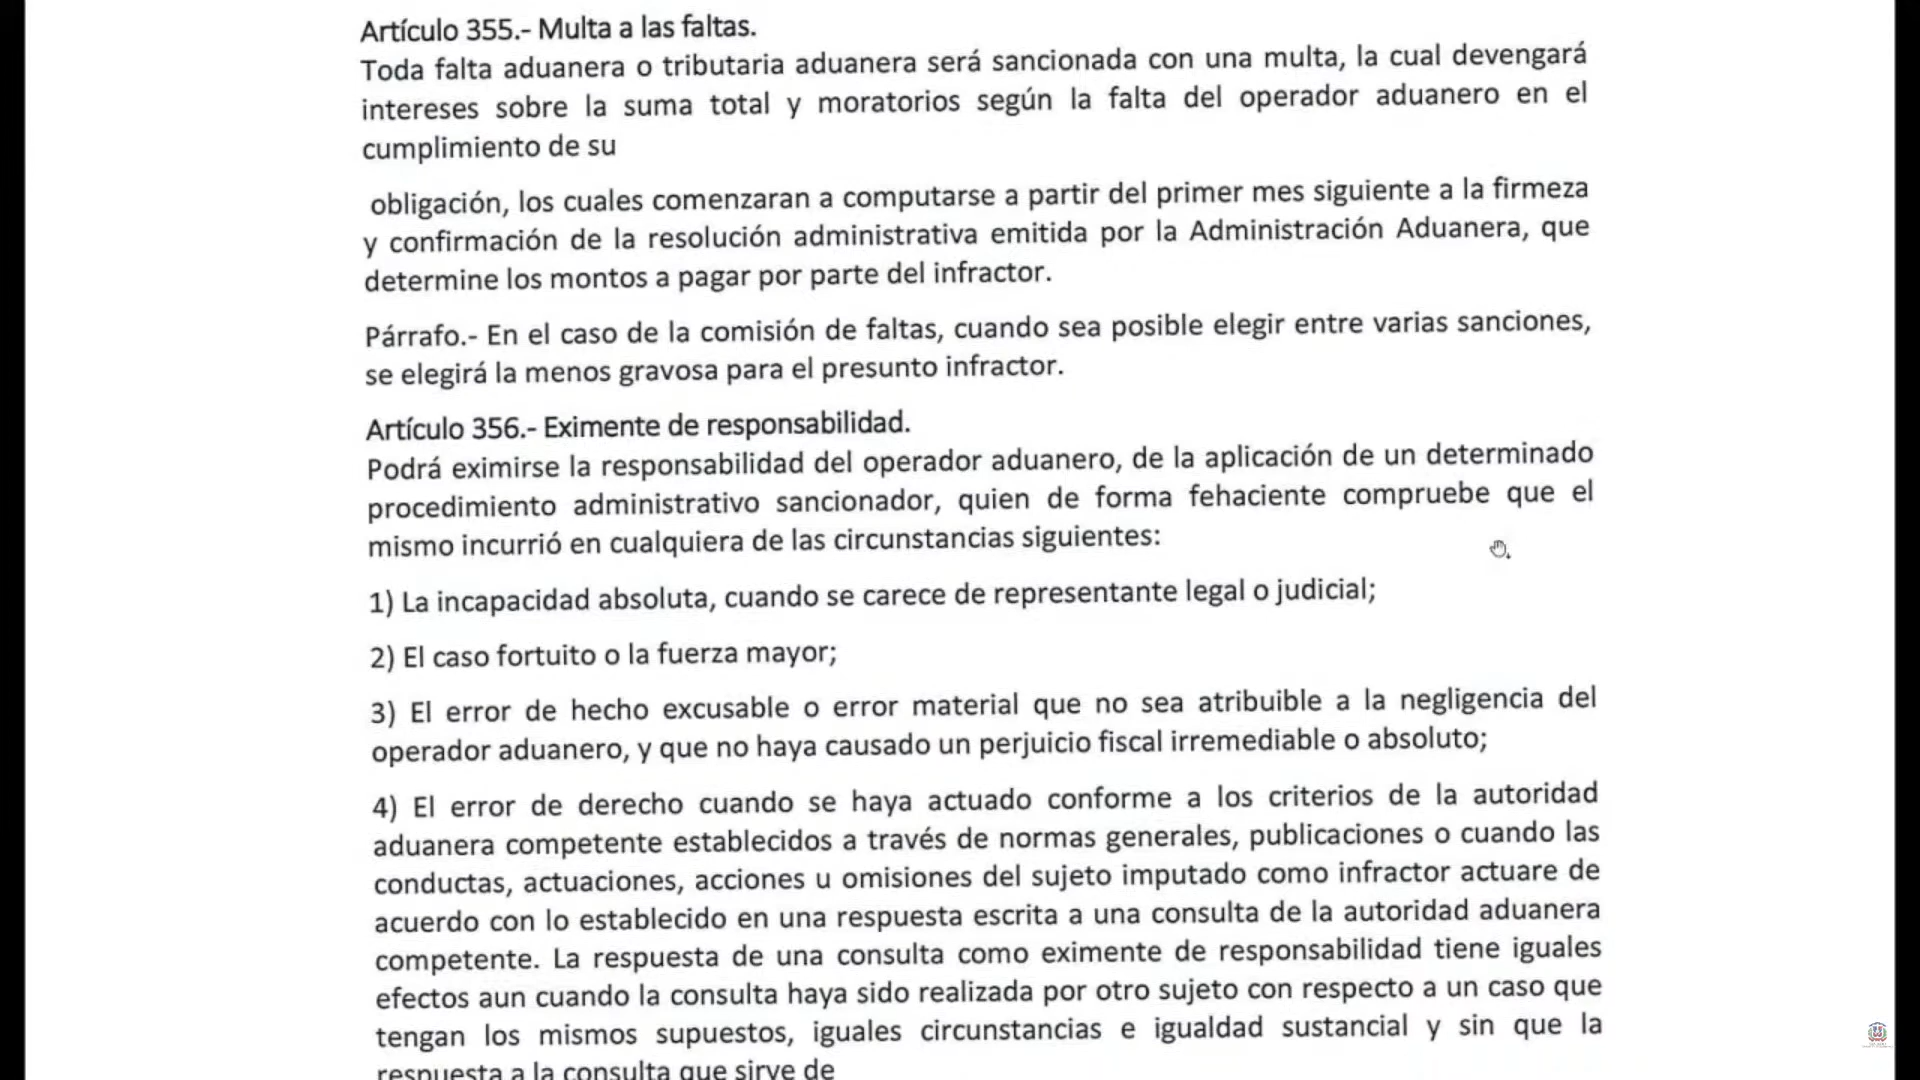 Artículo 355.- Multa a las faltas.
Toda falta aduanera o tributaria aduanera será sancionada con una multa, la cual devengará
intereses sobre la suma total y moratorios según la falta del operador aduanero en el
cumplimiento de su
obligación, los cuales comenzaran a computarse a partir del primer mes siguiente a la firmeza
y confirmación de la resolución administrativa emitida por la Administración Aduanera, que
determine los montos a pagar por parte del infractor.
Párrafo.- En el caso de la comisión de faltas, cuando sea posible elegir entre varias sanciones,
se elegirá la menos gravosa para el presunto infractor.
Artículo 356.- Eximente de responsabilidad.
Podrá eximirse la responsabilidad del operador aduanero, de la aplicación de un determinado
procedimiento administrativo sancionador, quien de forma fehaciente compruebe que el
mismo incurrió en cualquiera de las circunstancias siguientes:
1) La incapacidad absoluta, cuando se carece de representante legal o judicial;
2) El caso fortuito o la fuerza mayor;
3) El error de hecho excusable o error material que no sea atribuible a la negligencia del
operador aduanero, y que no haya causado un perjuicio fiscal irremediable o absoluto;
4) El error de derecho cuando se haya actuado conforme a los criterios de la autoridad
aduanera competente establecidos a través de normas generales, publicaciones o cuando las
conductas, actuaciones, acciones u omisiones del sujeto imputado como infractor actuare de
acuerdo con lo establecido en una respuesta escrita a una consulta de la autoridad aduanera
competente. La respuesta de una consulta como eximente de responsabilidad tiene iguales
efectos aun cuando la consulta haya sido realizada por otro sujeto con respecto a un caso que
tengan los mismos supuestos, iguales circunstancias e igualdad sustancial y sin que la
respuesta a la consulta que sirve de